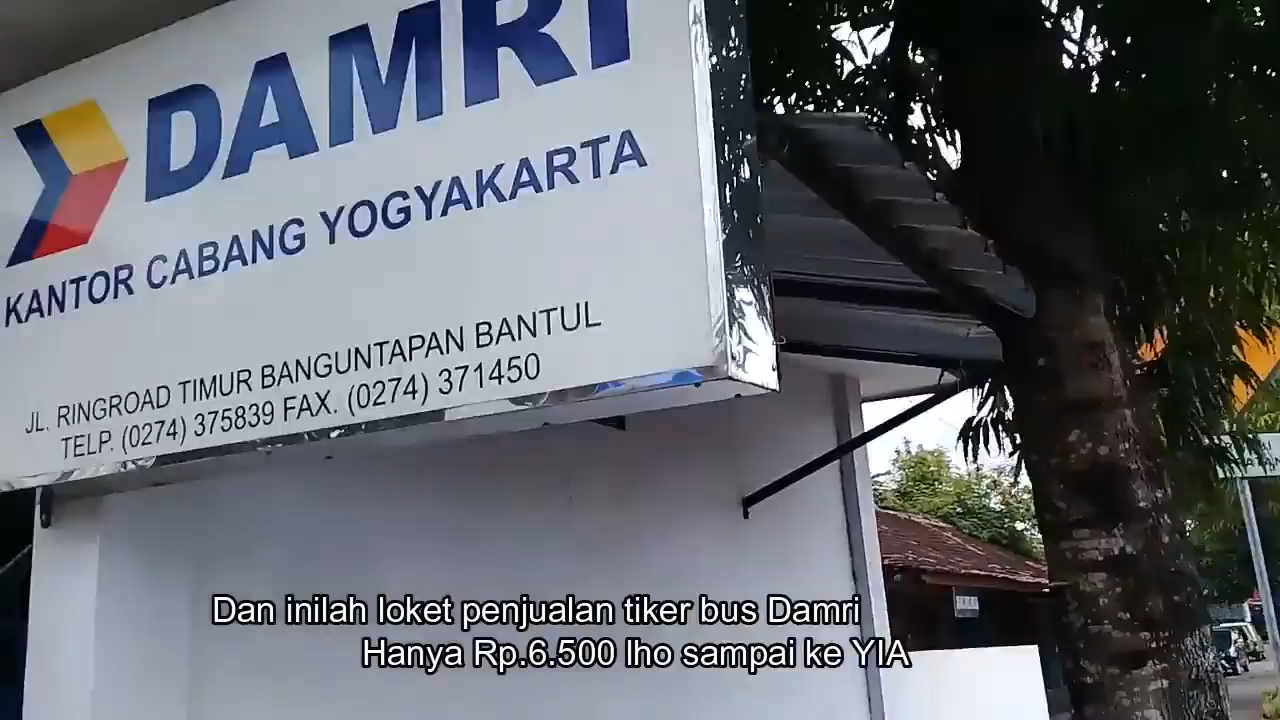 DAMRI
KANTOR CABANG YOGYAKARTA
JL. RINGROAD TIMUR BANGUNTAPAN BANTUL
TELP. (0274) 375839 FAX. (0274) 371450
Dan inilah loket penjualan tiker bus Damri
Hanya Rp.6.500 lho sampai ke YIA